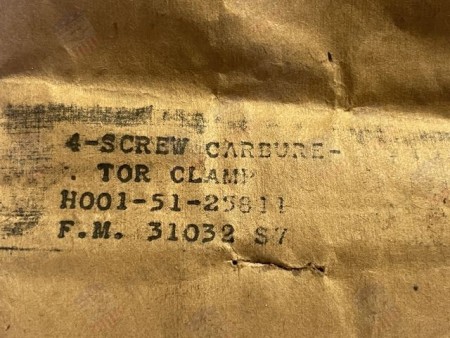 4-SCREW CARBURE-
TOR CLAMP
H001-51-25811
F.M. 31032 S7